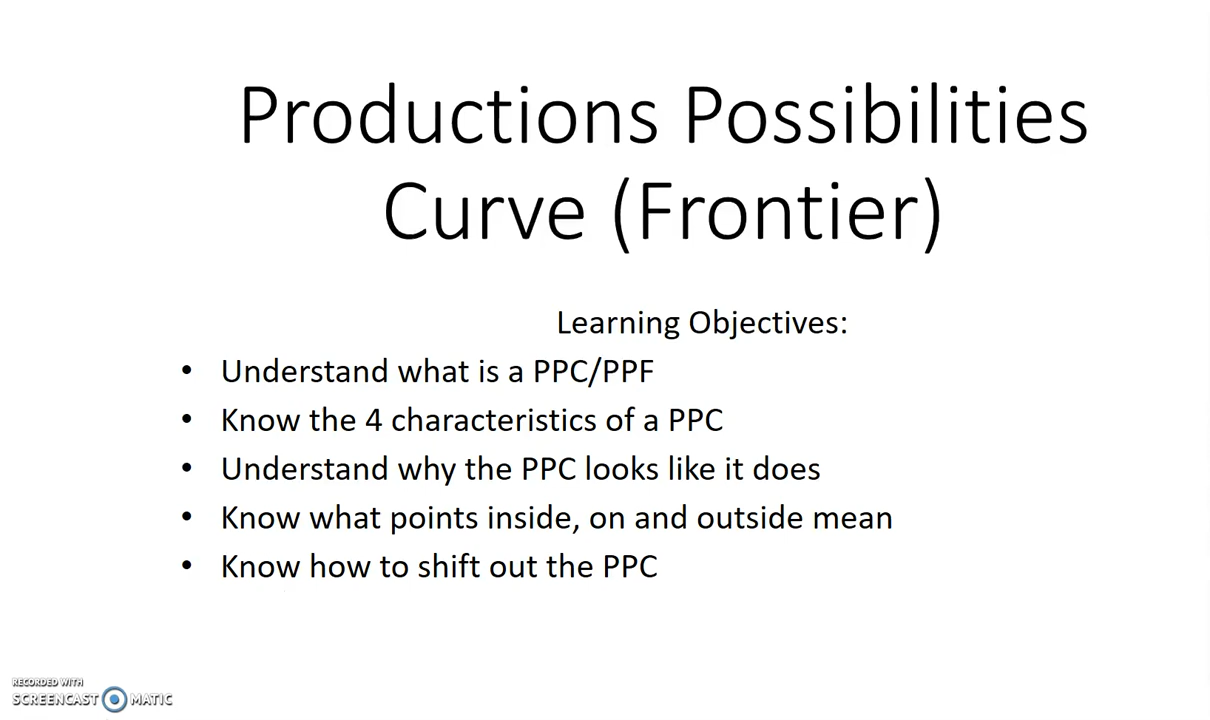 Productions Possibilities
Curve (Frontier)
Learning Objectives:
• Understand what is a PPC/PPF
• Know the 4 characteristics of a PPC
• Understand why the PPC looks like it does
• Know what points inside, on and outside mean
• Know how to shift out the PPC
RECORDED WITH
SCREENCAST MATIC